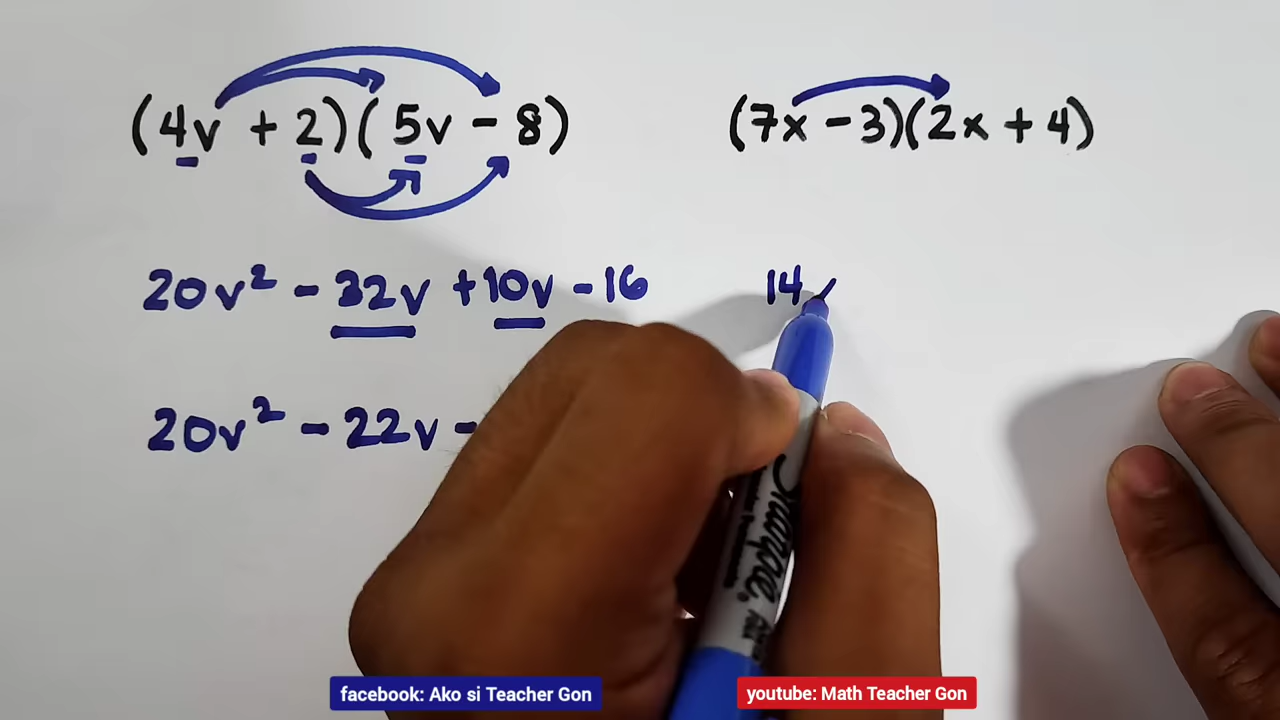 (4v + 2)(5v - 8)
20v² - 32v + 10v - 16
20v² - 22v -
(7x - 3)(2x + 4)
14
Sharpie
facebook: Ako si Teacher Gon
youtube: Math Teacher Gon